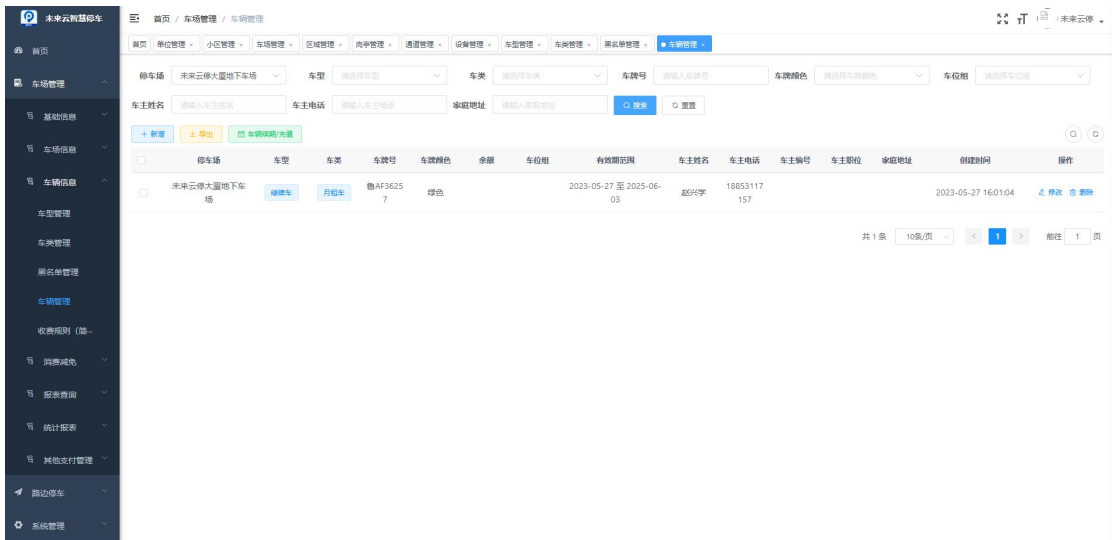 未来云智慧停车
首页 / 车场管理 / 车辆管理
未来云停
首页 单位管理 × 小区管理 × 车场管理 × 区域管理 × 岗亭管理 × 通道管理 × 设备管理 × 车型管理 × 车类管理 × 黑名单管理 × 车辆管理 ×
首页
车场管理
基础信息
车场信息
车辆信息
车型管理
车类管理
黑名单管理
车辆管理
收费规则（简...
消费减免
报表查询
统计报表
其他支付管理
路边停车
系统管理
停车场 未来云停大厦地下车场 车型 请选择车型 车类 请选择车类 车牌号 请输入车牌号 车牌颜色 请选择车牌颜色 车位组 请选择车位组
车主姓名 请输入车主姓名 车主电话 请输入车主电话 家庭地址 请输入家庭地址 搜索 重置
+ 新增 导出 车辆续期/充值
停车场 车型 车类 车牌号 车牌颜色 余额 车位组 有效期范围 车主姓名 车主电话 车主编号 车主职位 家庭地址 创建时间 操作
未来云停大厦地下车 绿牌车 月租车 鲁AF3625 绿色 2023-05-27 至 2025-06- 赵兴学 18853117 2023-05-27 16:01:04 修改 删除
场 7 03 157
共 1 条 10条/页 < 1 > 前往 1 页